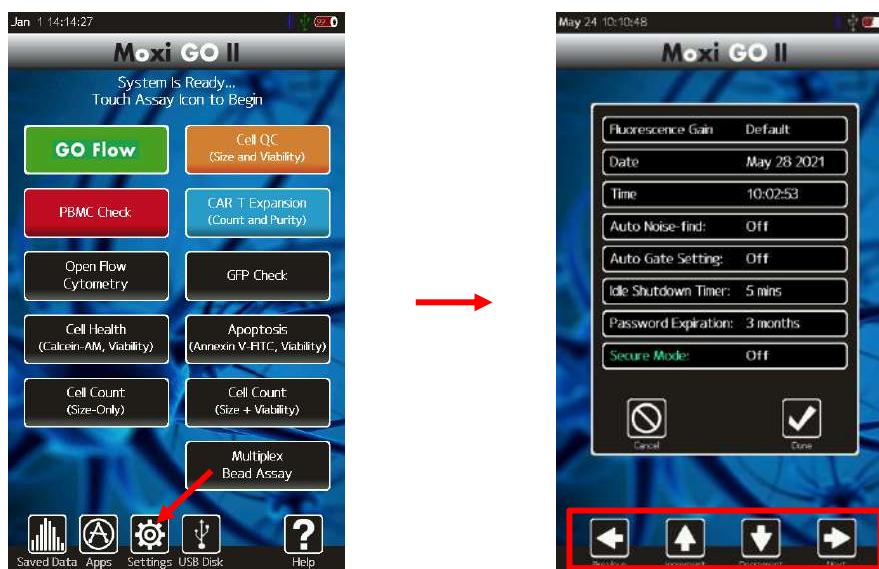 Jan 1 14:14:27
Moxi GO II
System Is Ready...
Touch Assay Icon to Begin
GO Flow
Cell QC
(Size and Viability)
PBMC Check
CAR T Expansion
(Count and Purity)
Open Flow
Cytometry
GFP Check
Cell Health
(Calcein-AM, Viability)
Apoptosis
(Annexin V-FITC, Viability)
Cell Count
(Size-Only)
Cell Count
(Size + Viability)
Multiplex
Bead Assay
Saved Data Apps Settings USB Disk Help
May 24 10:10:48
Moxi GO II
Fluorescence Gain Default
Date May 28 2021
Time 10:02:53
Auto Noise-find: Off
Auto Gate Setting: Off
Idle Shutdown Timer: 5 mins
Password Expiration: 3 months
Secure Mode: Off
Cancel Done
Previous Increment Decrement Next